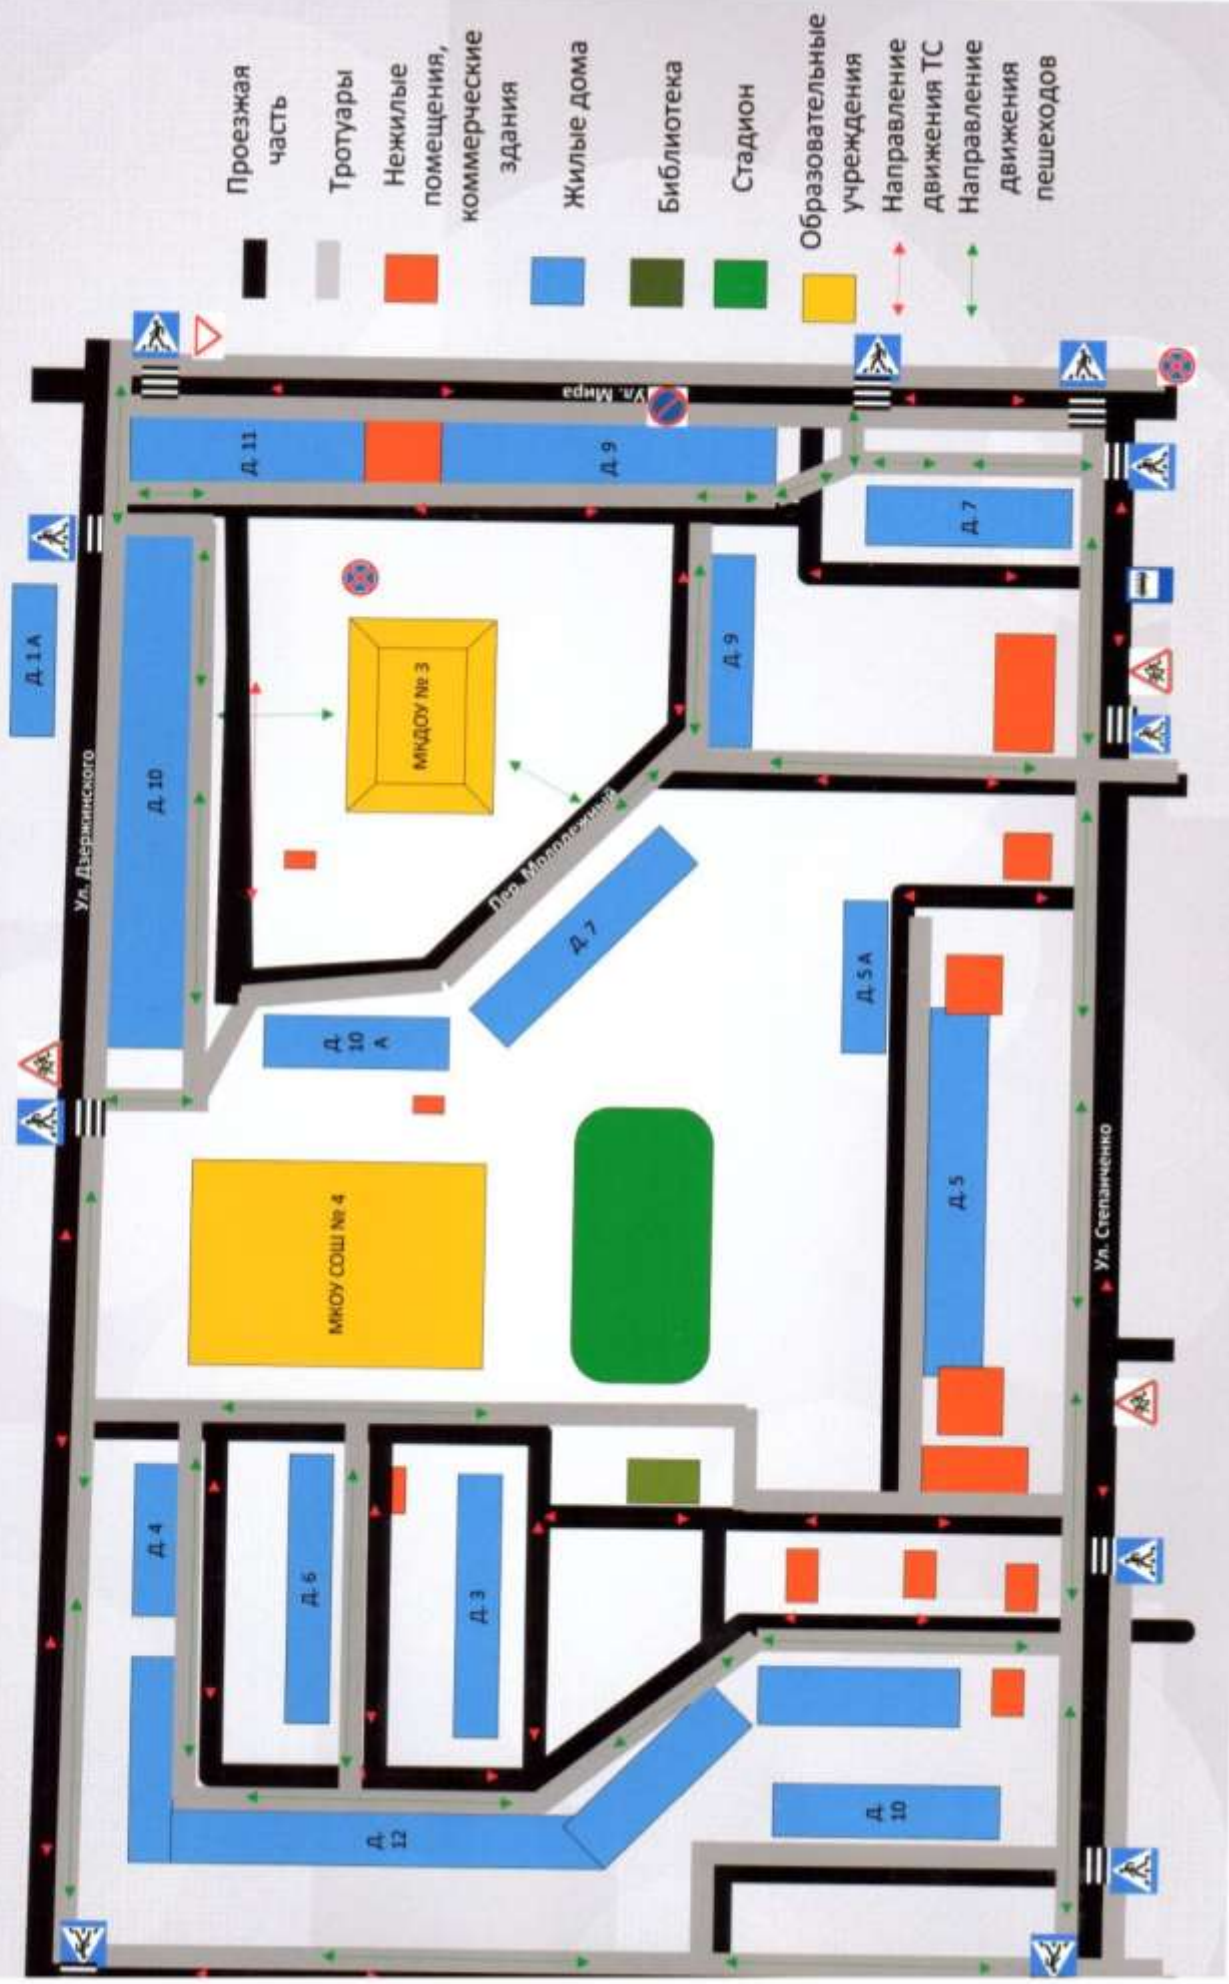 Проезжая
часть
Тротуары
Нежилые
помещения,
коммерческие
здания
Жилые дома
Библиотека
Стадион
Образовательные
учреждения
Направление
движения ТС
Направление
движения
пешеходов
Ул. Дзержинского
Д. 1 А
Д. 10
Д. 11
Д. 9
Ул. Мира
МКДОУ № 3
Пер. Молодежный
Д. 9
Д. 7
Д. 7
Д.
10
А
Д. 5 А
МКОУ СОШ № 4
Д. 5
Ул. Степанченко
Д. 4
Д. 6
Д. 3
Д.
12
Д.
10